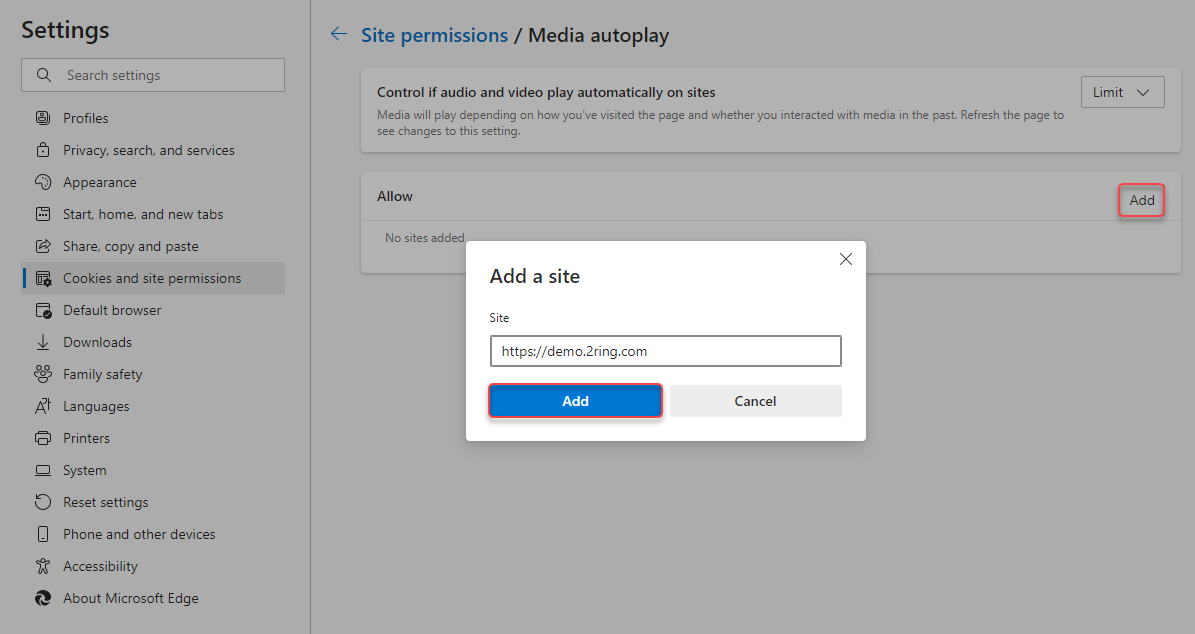 Settings
Search settings
Profiles
Privacy, search, and services
Appearance
Start, home, and new tabs
Share, copy and paste
Cookies and site permissions
Default browser
Downloads
Family safety
Languages
Printers
System
Reset settings
Phone and other devices
Accessibility
About Microsoft Edge
Site permissions / Media autoplay
Control if audio and video play automatically on sites
Limit
Media will play depending on how you've visited the page and whether you interacted with media in the past. Refresh the page to
see changes to this setting.
Allow
Add
No sites added
Add a site
Site
https://demo.2ring.com
Add
Cancel